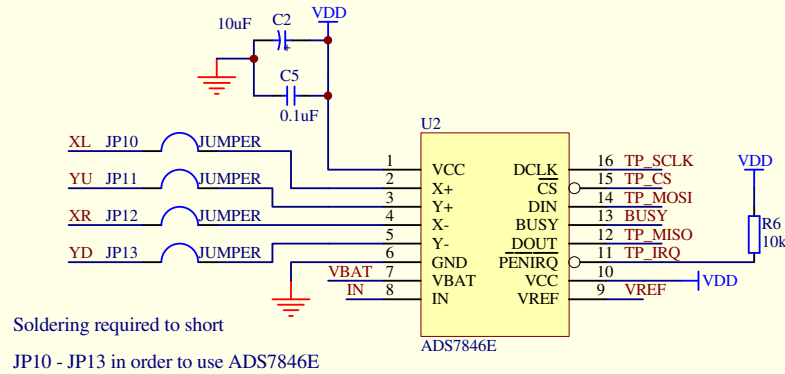 VDD
10uF C2
C5
0.1uF
U2
XL JP10 JUMPER
YU JP11 JUMPER
XR JP12 JUMPER
YD JP13 JUMPER
1 VCC
2 X+
3 Y+
4 X-
5 Y-
6 GND
VBAT 7 VBAT
IN 8 IN
DCLK 16 TP_SCLK
CS 15 TP_CS
DIN 14 TP_MOSI
BUSY 13 BUSY
DOUT 12 TP_MISO
PENIRQ 11 TP_IRQ
VCC 10 VDD
VREF 9 VREF
ADS7846E
VDD
R6
10k
Soldering required to short
JP10 - JP13 in order to use ADS7846E